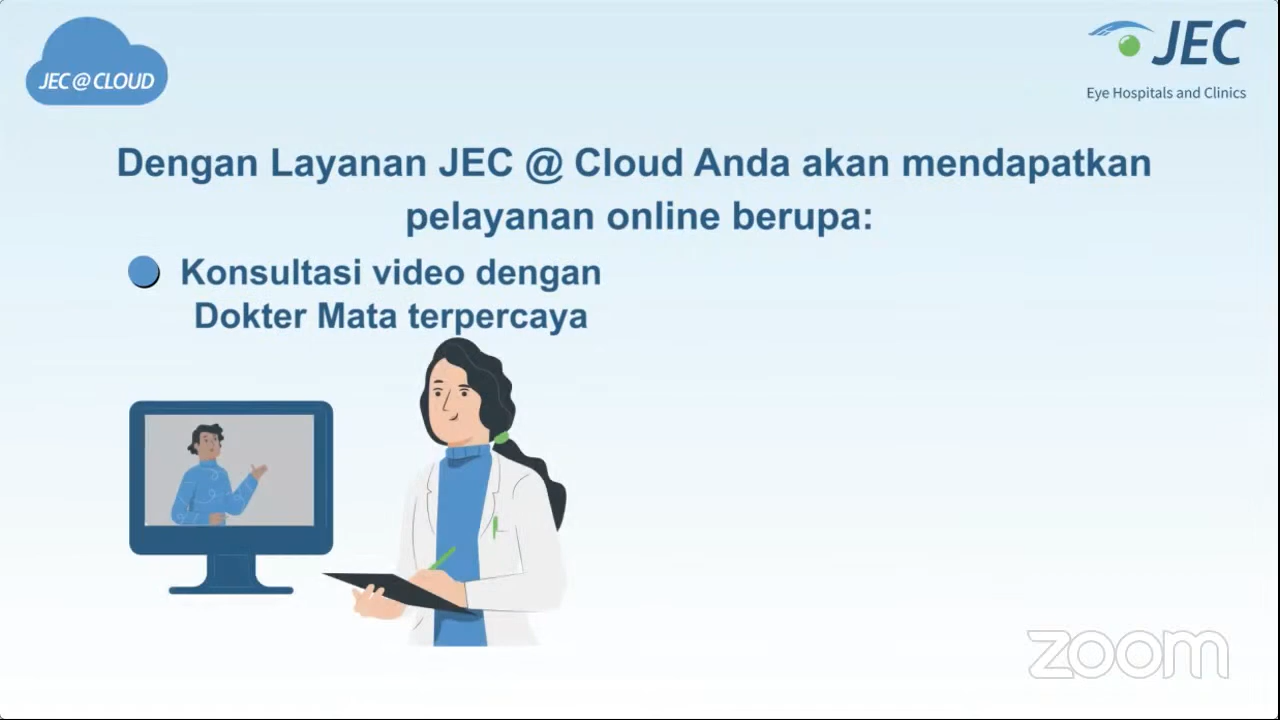 JEC @ CLOUD
JEC
Eye Hospitals and Clinics
Dengan Layanan JEC @ Cloud Anda akan mendapatkan
pelayanan online berupa:
Konsultasi video dengan
Dokter Mata terpercaya
zoom